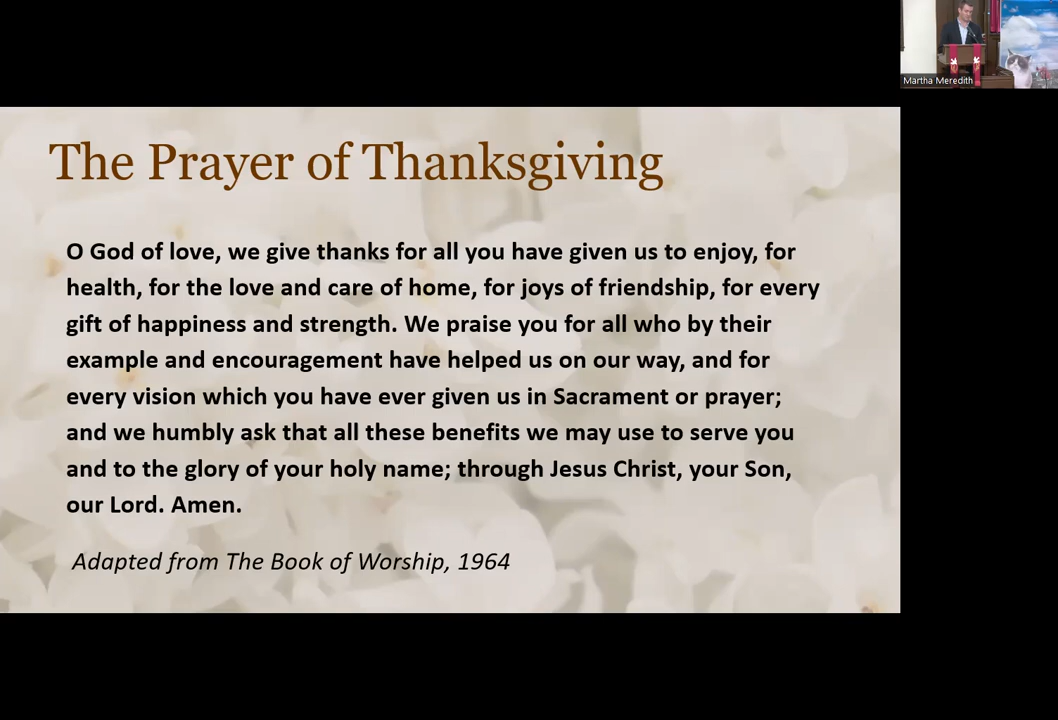 Martha Meredith
The Prayer of Thanksgiving
O God of love, we give thanks for all you have given us to enjoy, for
health, for the love and care of home, for joys of friendship, for every
gift of happiness and strength. We praise you for all who by their
example and encouragement have helped us on our way, and for
every vision which you have ever given us in Sacrament or prayer;
and we humbly ask that all these benefits we may use to serve you
and to the glory of your holy name; through Jesus Christ, your Son,
our Lord. Amen.
Adapted from The Book of Worship, 1964